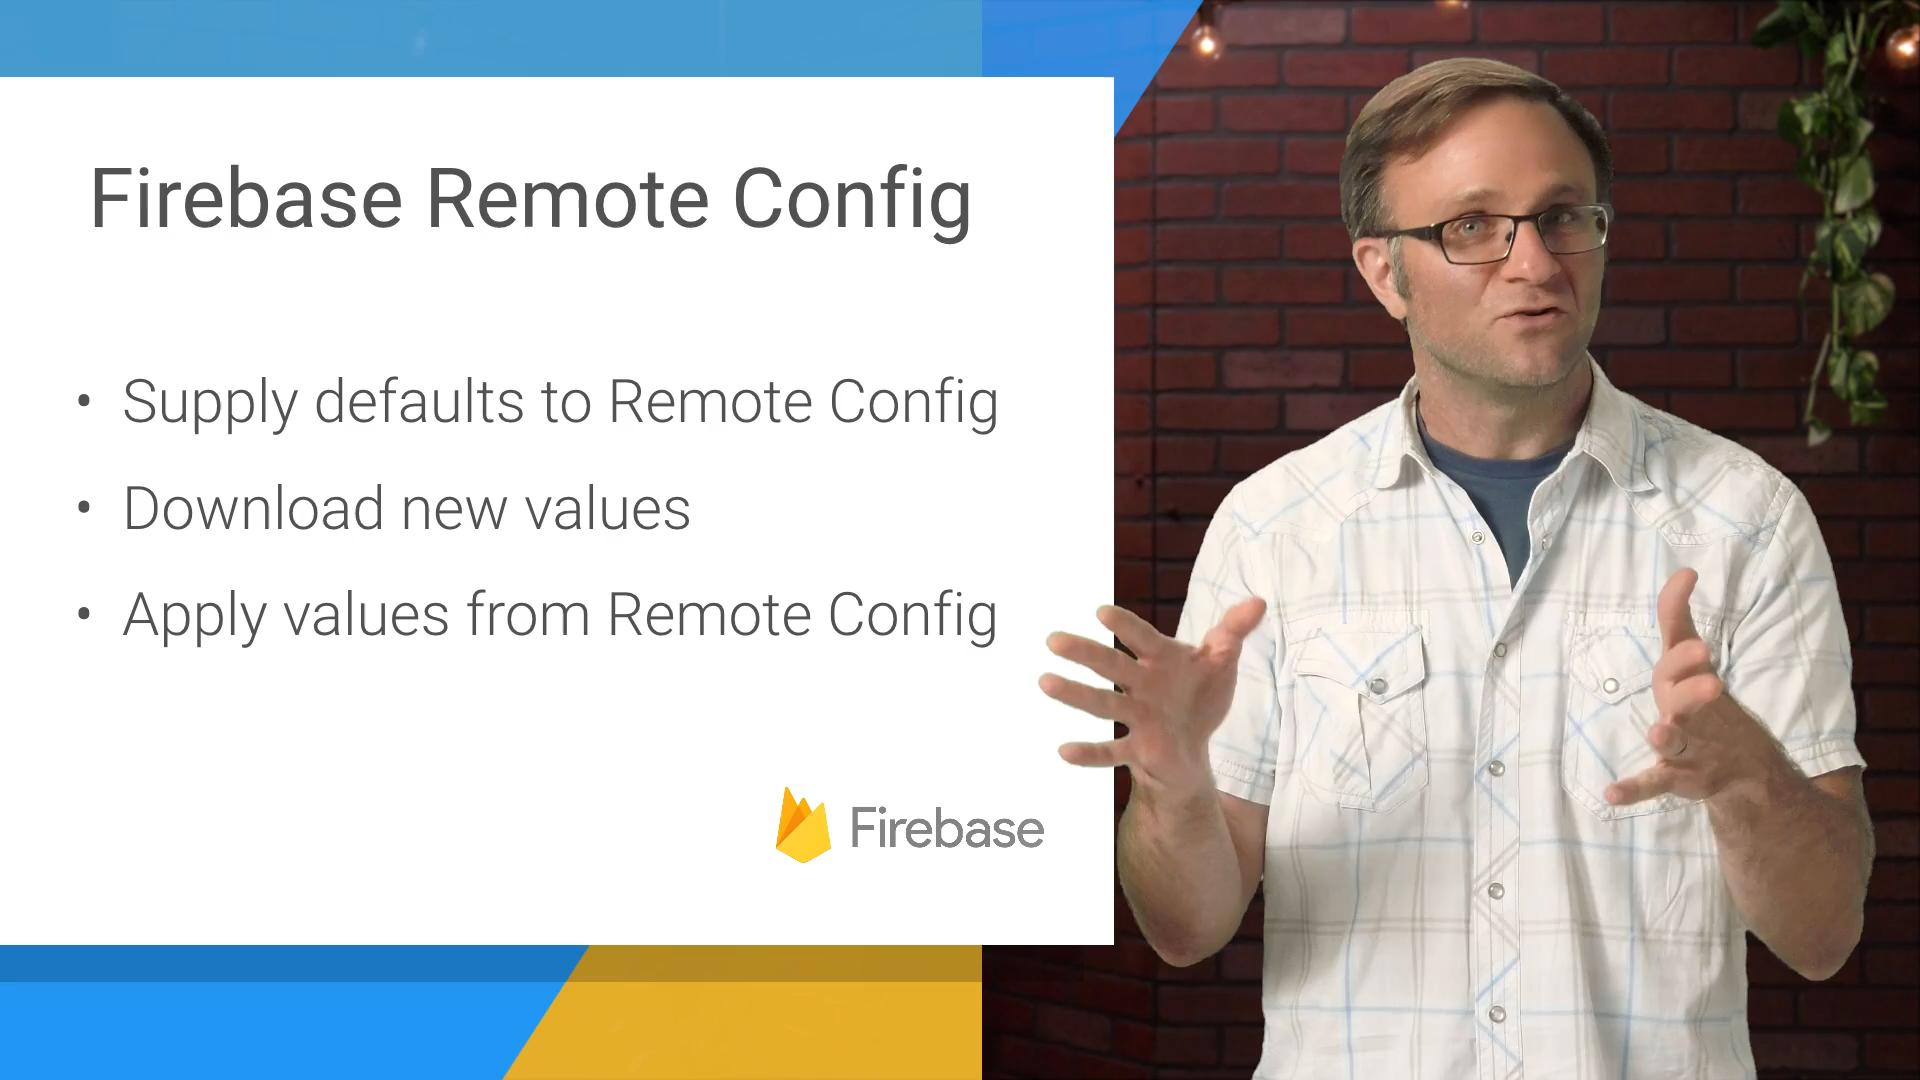 Firebase Remote Config
• Supply defaults to Remote Config
• Download new values
• Apply values from Remote Config
Firebase